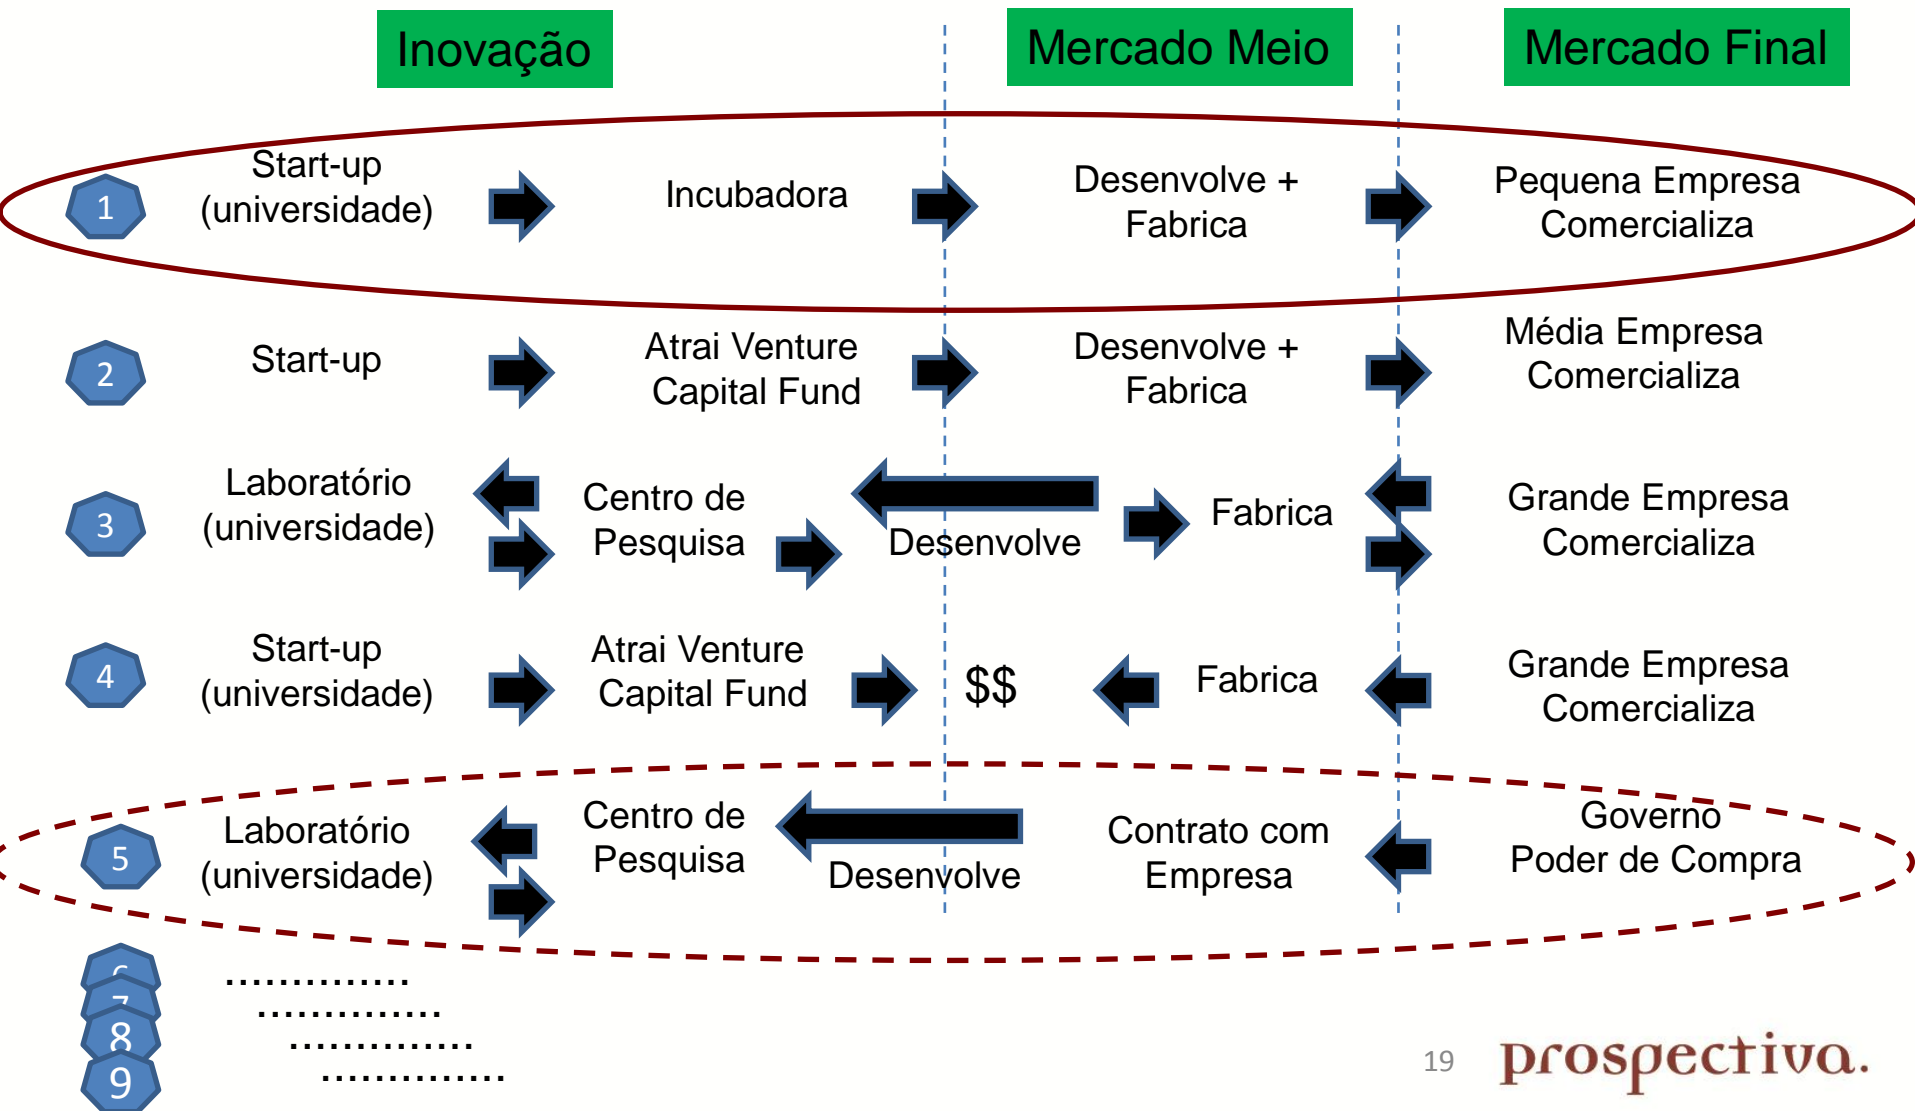 Inovação
Mercado Meio
Mercado Final
1
Start-up
(universidade)
Incubadora
Desenvolve +
Fabrica
Pequena Empresa
Comercializa
2
Start-up
Atrai Venture
Capital Fund
Desenvolve +
Fabrica
Média Empresa
Comercializa
3
Laboratório
(universidade)
Centro de
Pesquisa
Desenvolve
Fabrica
Grande Empresa
Comercializa
4
Start-up
(universidade)
Atrai Venture
Capital Fund
$$
Fabrica
Grande Empresa
Comercializa
5
Laboratório
(universidade)
Centro de
Pesquisa
Desenvolve
Contrato com
Empresa
Governo
Poder de Compra
6
..............
7
..............
8
..............
9
..............
19
prospectiva.